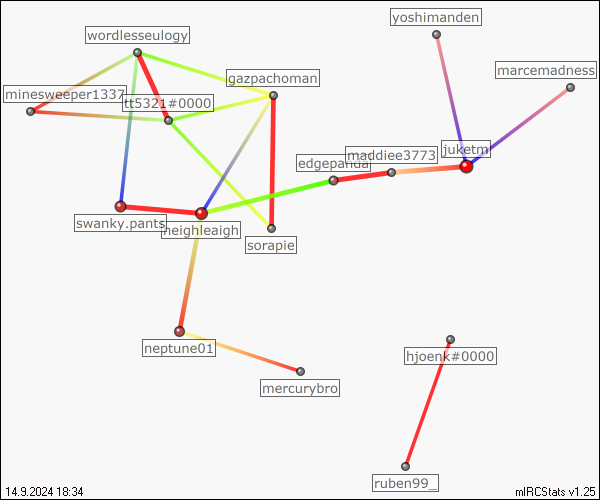 yoshimanden
wordlesseulogy
marcemadness
gazpachoman
minesweeper1337
tt5321#0000
juketm
maddiee3773
edgepanda
swanky.pants
heighleaigh
sorapie
neptune01
hjoenk#0000
mercurybro
ruben99_
14.9.2024 18:34
mIRCStats v1.25